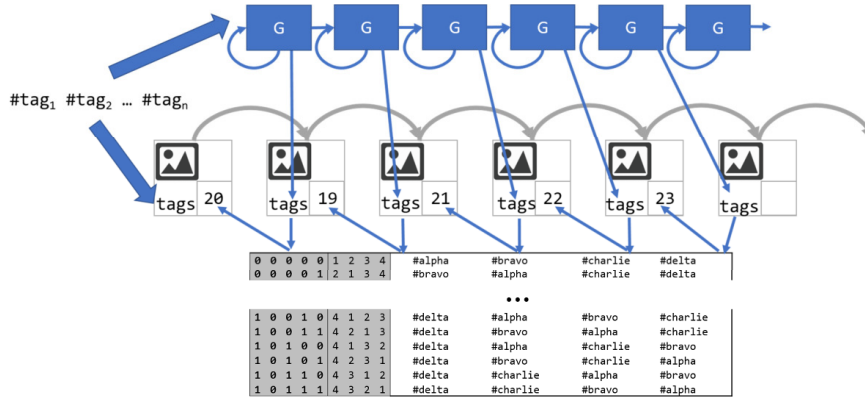 G G G G G G
#tag1 #tag2 … #tagn
tags 20 tags 19 tags 21 tags 22 tags 23 tags
0 0 0 0 0 1 2 3 4 #alpha #bravo #charlie #delta
0 0 0 0 1 2 1 3 4 #bravo #alpha #charlie #delta
...
1 0 0 1 0 4 1 2 3 #delta #alpha #bravo #charlie
1 0 0 1 1 4 2 1 3 #delta #bravo #alpha #charlie
1 0 1 0 0 4 1 3 2 #delta #alpha #charlie #bravo
1 0 1 0 1 4 2 3 1 #delta #bravo #charlie #alpha
1 0 1 1 0 4 3 1 2 #delta #charlie #alpha #bravo
1 0 1 1 1 4 3 2 1 #delta #charlie #bravo #alpha